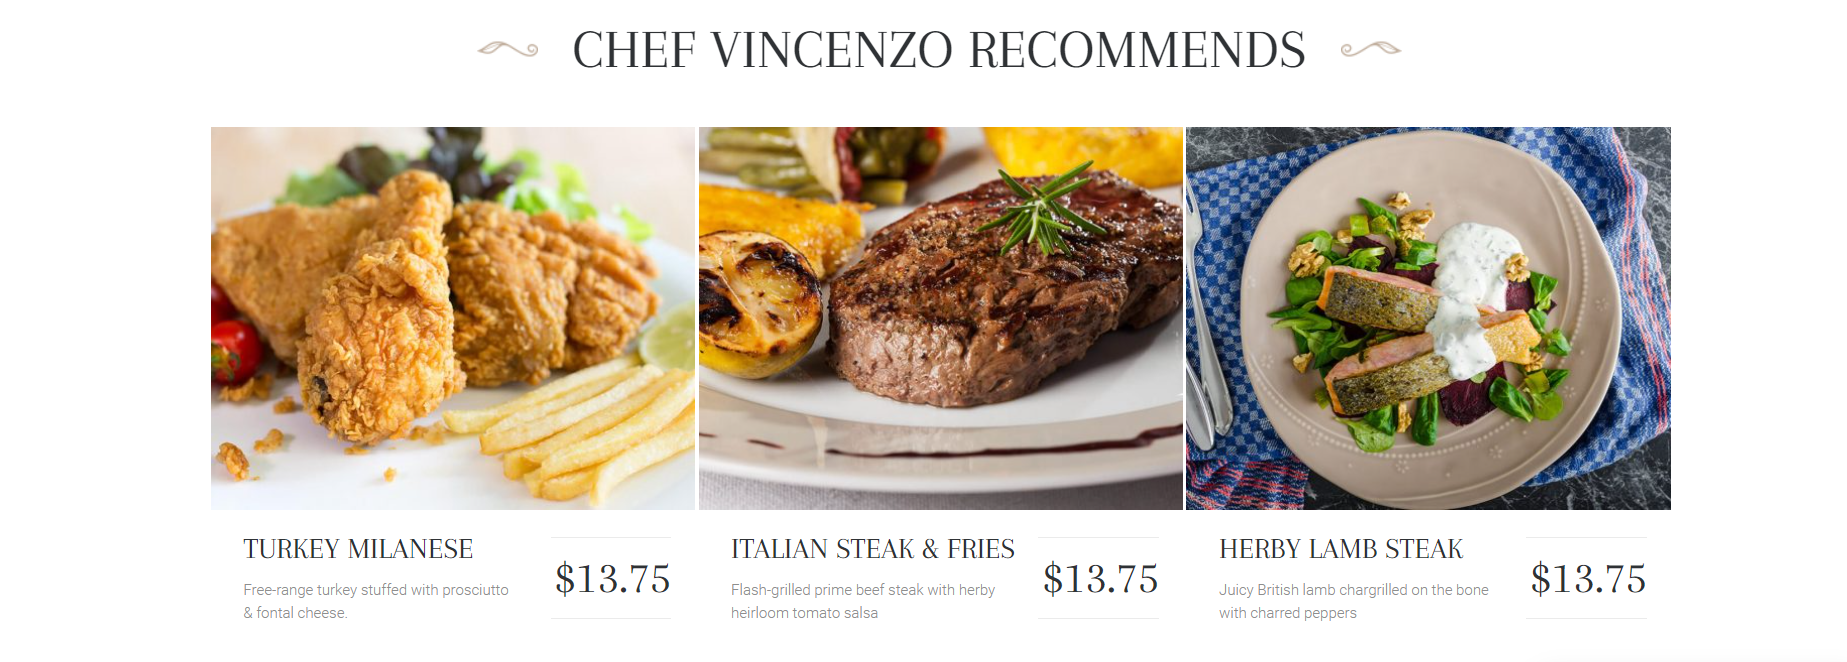 CHEF VINCENZO RECOMMENDS
TURKEY MILANESE
Free-range turkey stuffed with prosciutto
& fontal cheese.
$13.75
ITALIAN STEAK & FRIES
Flash-grilled prime beef steak with herby
heirloom tomato salsa
$13.75
HERBY LAMB STEAK
Juicy British lamb chargrilled on the bone
with charred peppers
$13.75